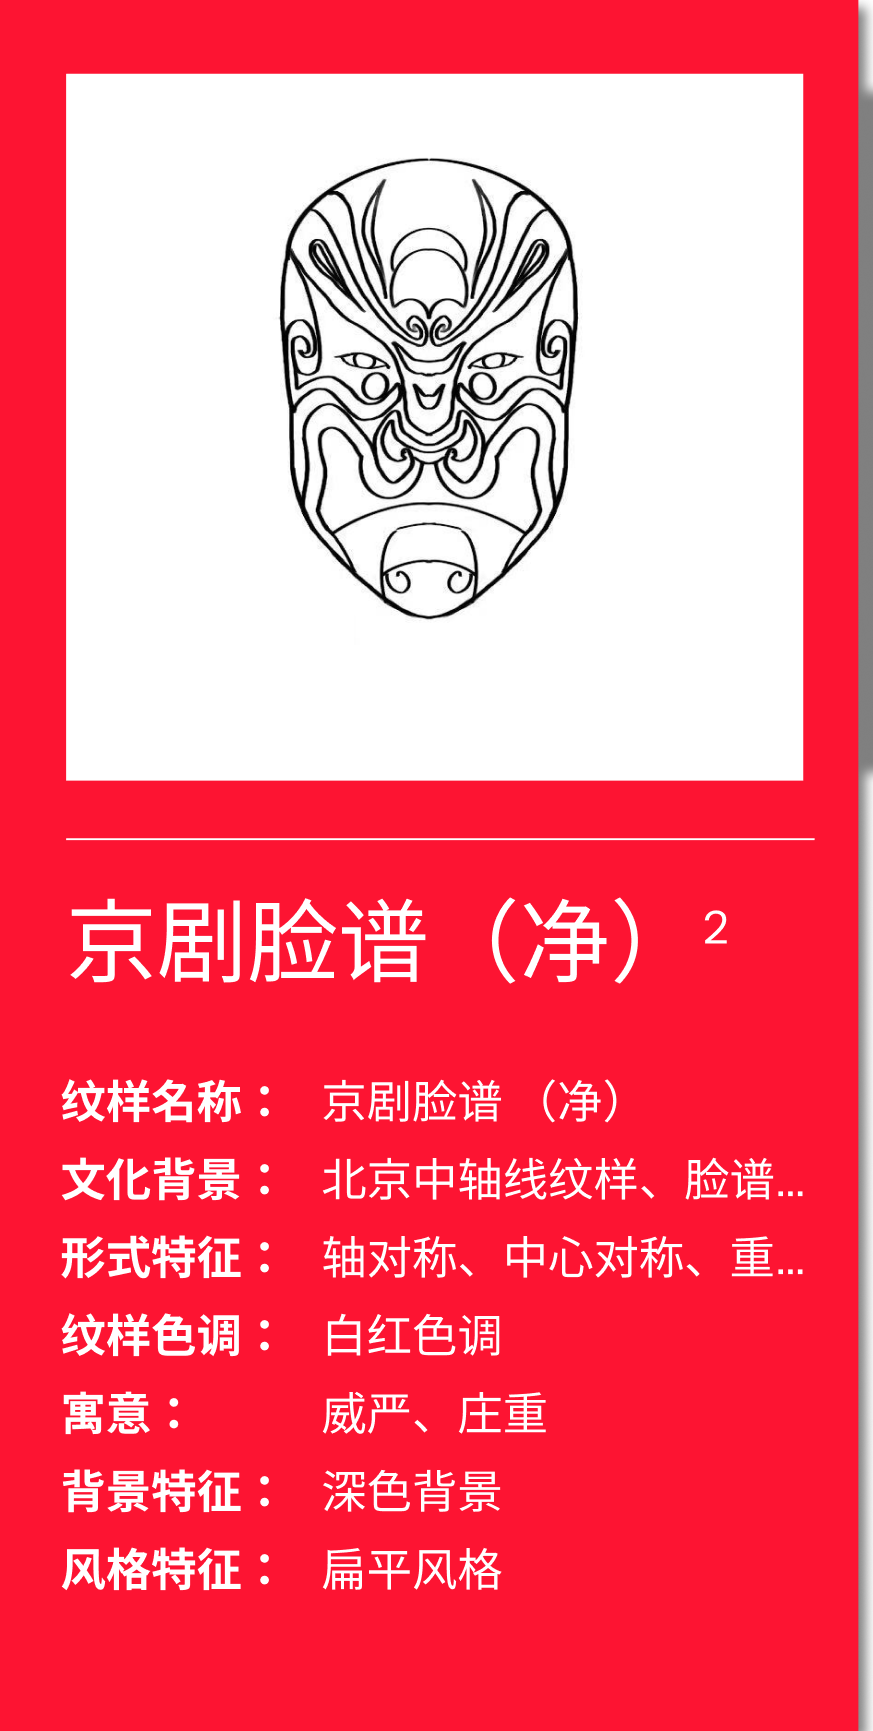 京剧脸谱（净） 2
纹样名称： 京剧脸谱 （净）
文化背景： 北京中轴线纹样、脸谱...
形式特征： 轴对称、中心对称、重...
纹样色调： 白红色调
寓意： 威严、庄重
背景特征： 深色背景
风格特征： 扁平风格